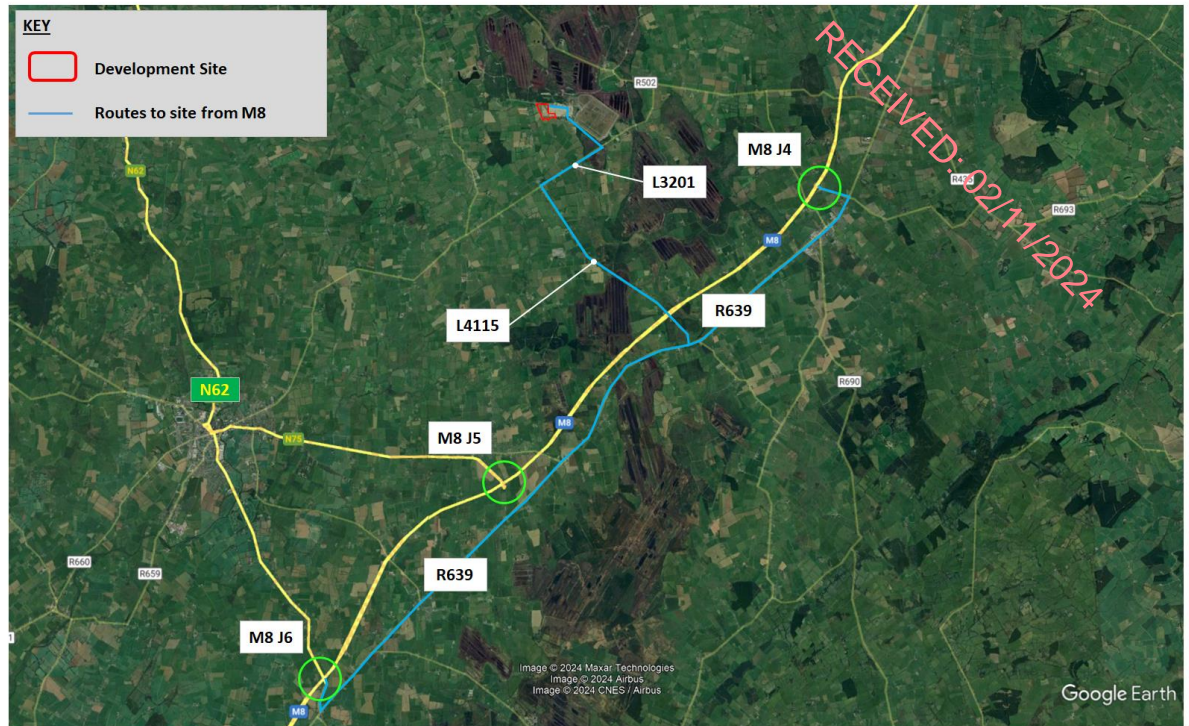 KEY
Development Site
Routes to site from M8
RECEIVED: 02/11/2024
R502
N62
M8 J4
L3201
R435
R693
M8
L4115
R639
R690
N62
M8
M8 J5
N75
R639
R660
R659
M8 J6
M8
Image © 2024 Maxar Technologies
Image © 2024 Airbus
Image © 2024 CNES / Airbus
Google Earth